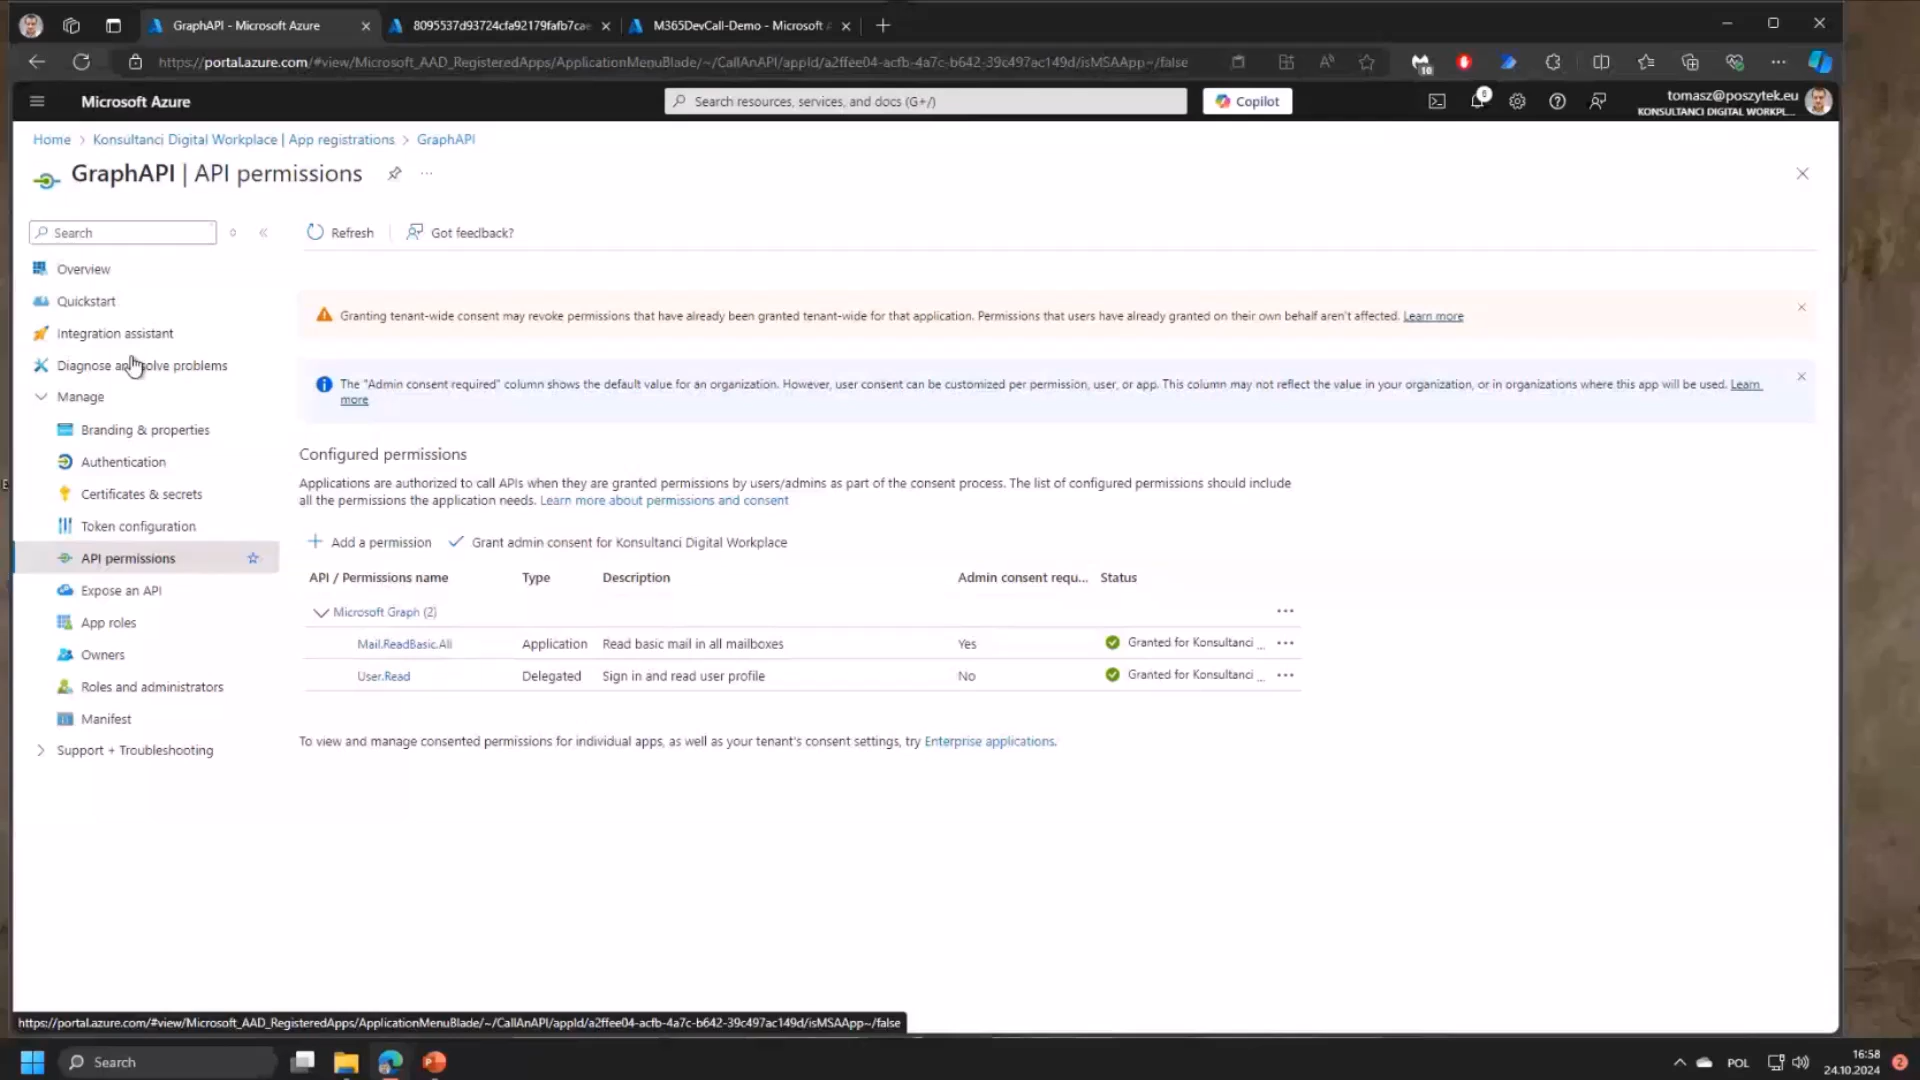 GraphAPI - Microsoft Azure
8095537d93724cfa92179fafb7cae
M365DevCall-Demo - Microsoft A
https://portal.azure.com/#view/Microsoft_AAD_RegisteredApps/ApplicationMenuBlade/~/CallAnAPI/appId/a2ffee04-acfb-4a7c-b642-39c497ac149d/isMSAApp~/false
10
Microsoft Azure
Search resources, services, and docs (G+/)
Copilot
6
tomasz@poszytek.eu
KONSULTANCI DIGITAL WORKPL...
Home > Konsultanci Digital Workplace | App registrations > GraphAPI
GraphAPI | API permissions
Search
Refresh
Got feedback?
Overview
Quickstart
Integration assistant
Diagnose and solve problems
Manage
Branding & properties
Authentication
Certificates & secrets
Token configuration
API permissions
Expose an API
App roles
Owners
Roles and administrators
Manifest
Support + Troubleshooting
Granting tenant-wide consent may revoke permissions that have already been granted tenant-wide for that application. Permissions that users have already granted on their own behalf aren't affected. Learn more
The "Admin consent required" column shows the default value for an organization. However, user consent can be customized per permission, user, or app. This column may not reflect the value in your organization, or in organizations where this app will be used. Learn
more
Configured permissions
Applications are authorized to call APIs when they are granted permissions by users/admins as part of the consent process. The list of configured permissions should include
all the permissions the application needs. Learn more about permissions and consent
Add a permission
Grant admin consent for Konsultanci Digital Workplace
API / Permissions name Type Description Admin consent requ... Status
Microsoft Graph (2)
Mail.ReadBasic.All Application Read basic mail in all mailboxes Yes Granted for Konsultanci ...
User.Read Delegated Sign in and read user profile No Granted for Konsultanci ...
To view and manage consented permissions for individual apps, as well as your tenant's consent settings, try Enterprise applications.
https://portal.azure.com/#view/Microsoft_AAD_RegisteredApps/ApplicationMenuBlade/~/CallAnAPI/appId/a2ffee04-acfb-4a7c-b642-39c497ac149d/isMSAApp~/false
Search
POL
16:58
24.10.2024
2